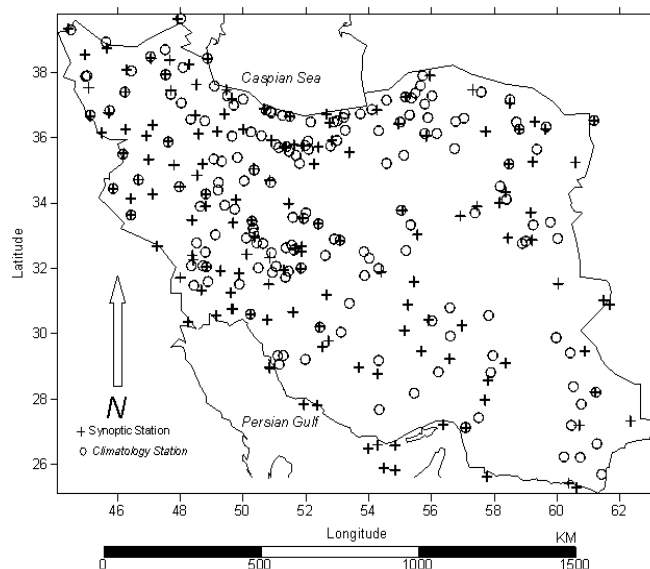 Caspian Sea
38
36
34
32
30
28
26
Latitude
N
Persian Gulf
+ Synoptic Station
○ Climatology Station
46 48 50 52 54 56 58 60 62
Longitude
KM
0 500 1000 1500